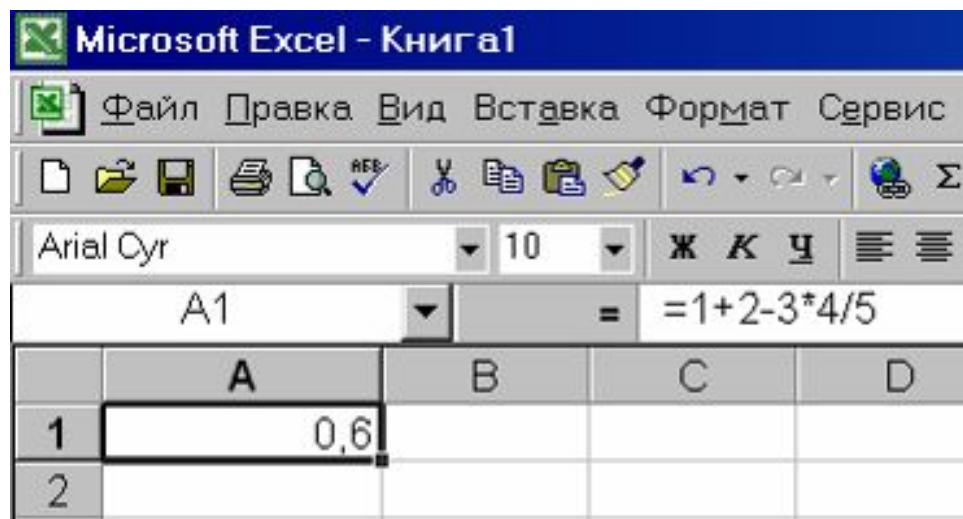 Microsoft Excel - Книга1
Файл Правка Вид Вставка Формат Сервис
Arial Cyr 10 Ж К Ч
A1 = =1+2-3*4/5
A B C D
1 0,6
2